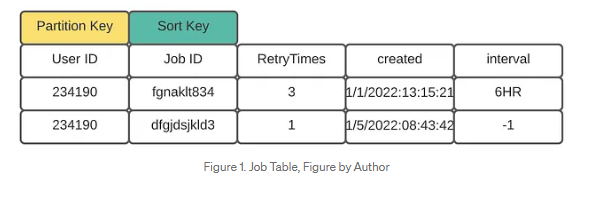 Partition Key Sort Key
User ID Job ID RetryTimes created interval
234190 fgnaklt834 3 1/1/2022:13:15:21 6HR
234190 dfgjdsjkld3 1 1/5/2022:08:43:42 -1
Figure 1. Job Table, Figure by Author